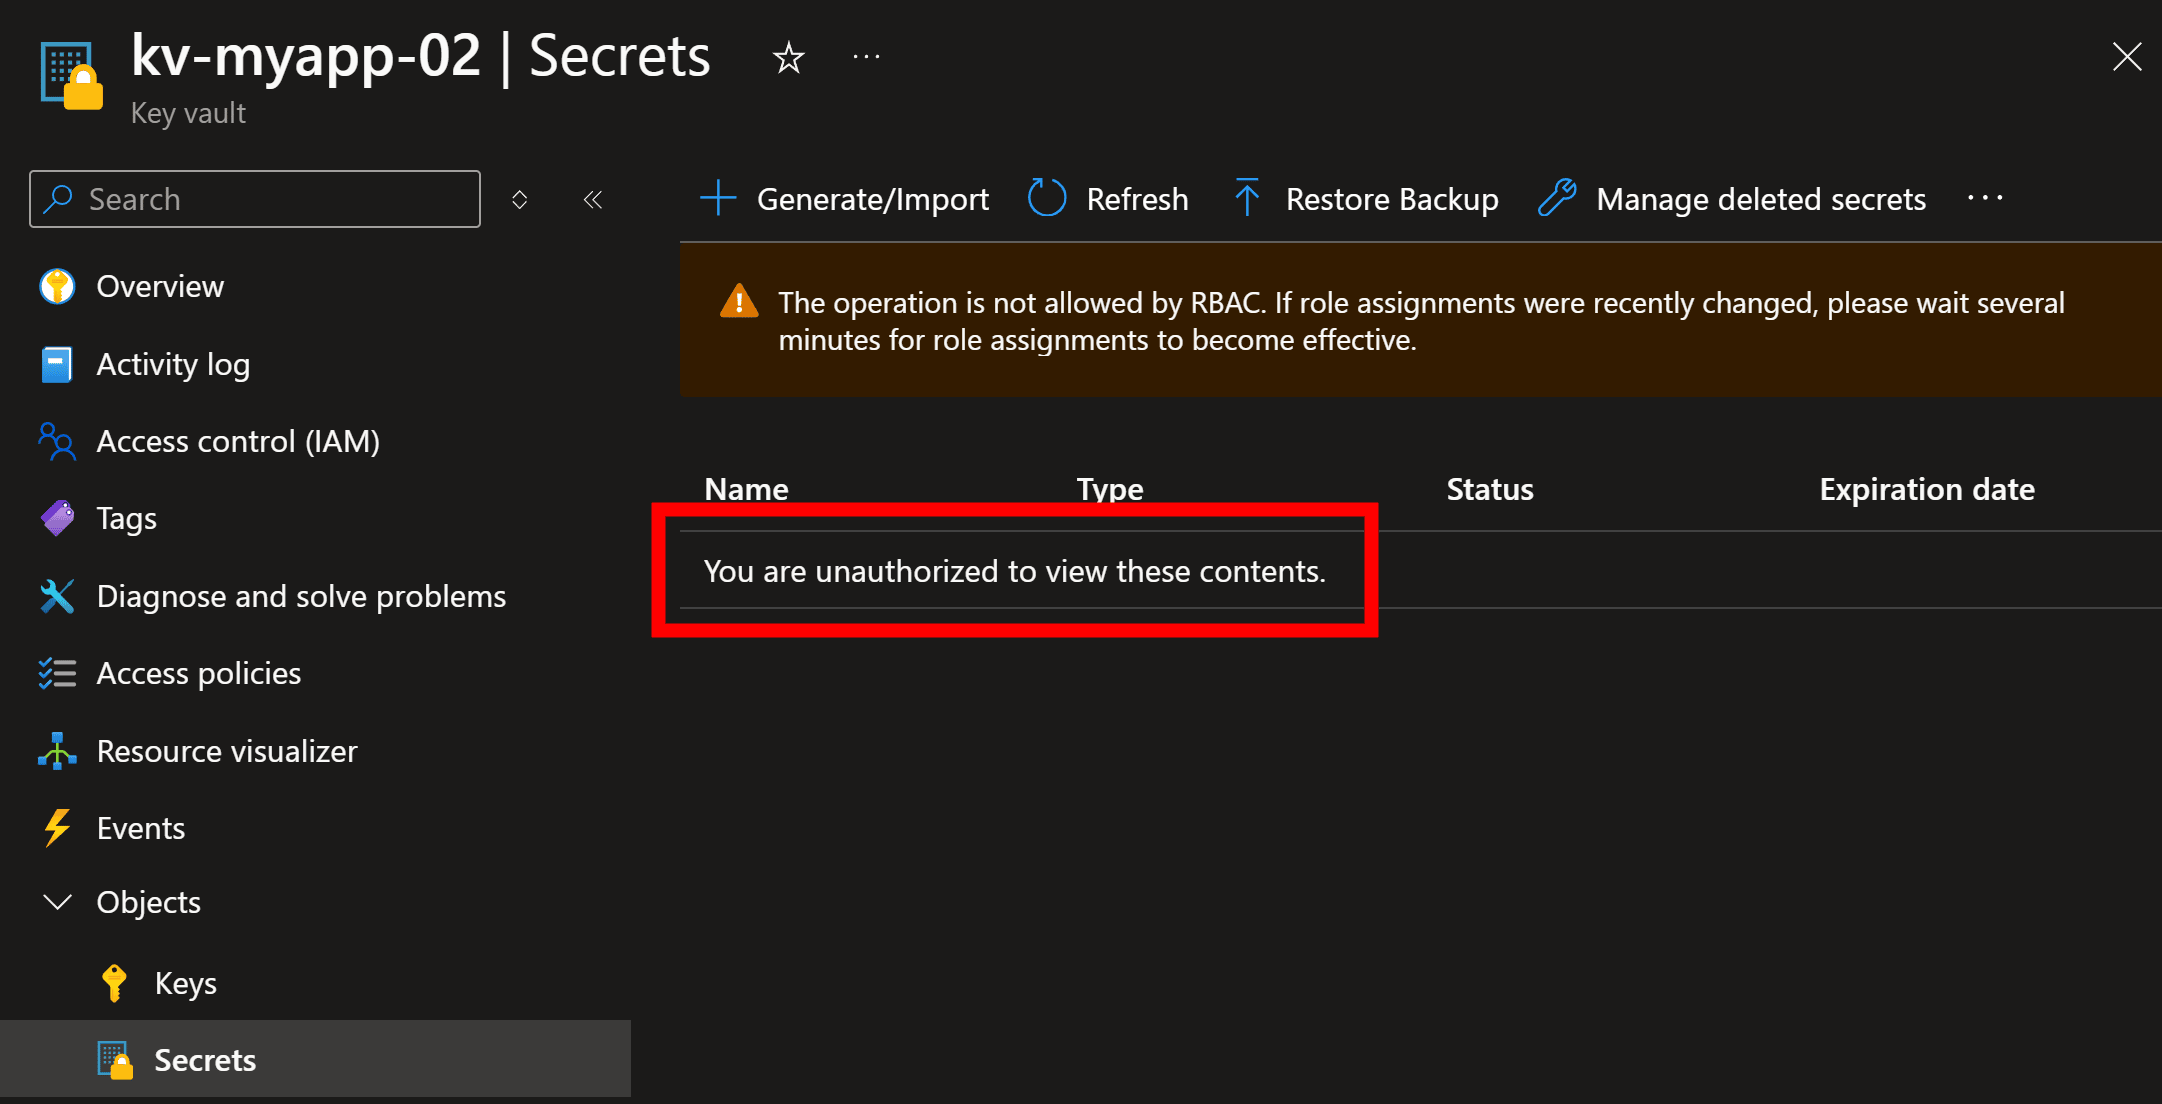 kv-myapp-02 | Secrets
Key vault
Search
Generate/Import Refresh Restore Backup Manage deleted secrets
The operation is not allowed by RBAC. If role assignments were recently changed, please wait several
minutes for role assignments to become effective.
Name Type Status Expiration date
You are unauthorized to view these contents.
Overview
Activity log
Access control (IAM)
Tags
Diagnose and solve problems
Access policies
Resource visualizer
Events
Objects
Keys
Secrets